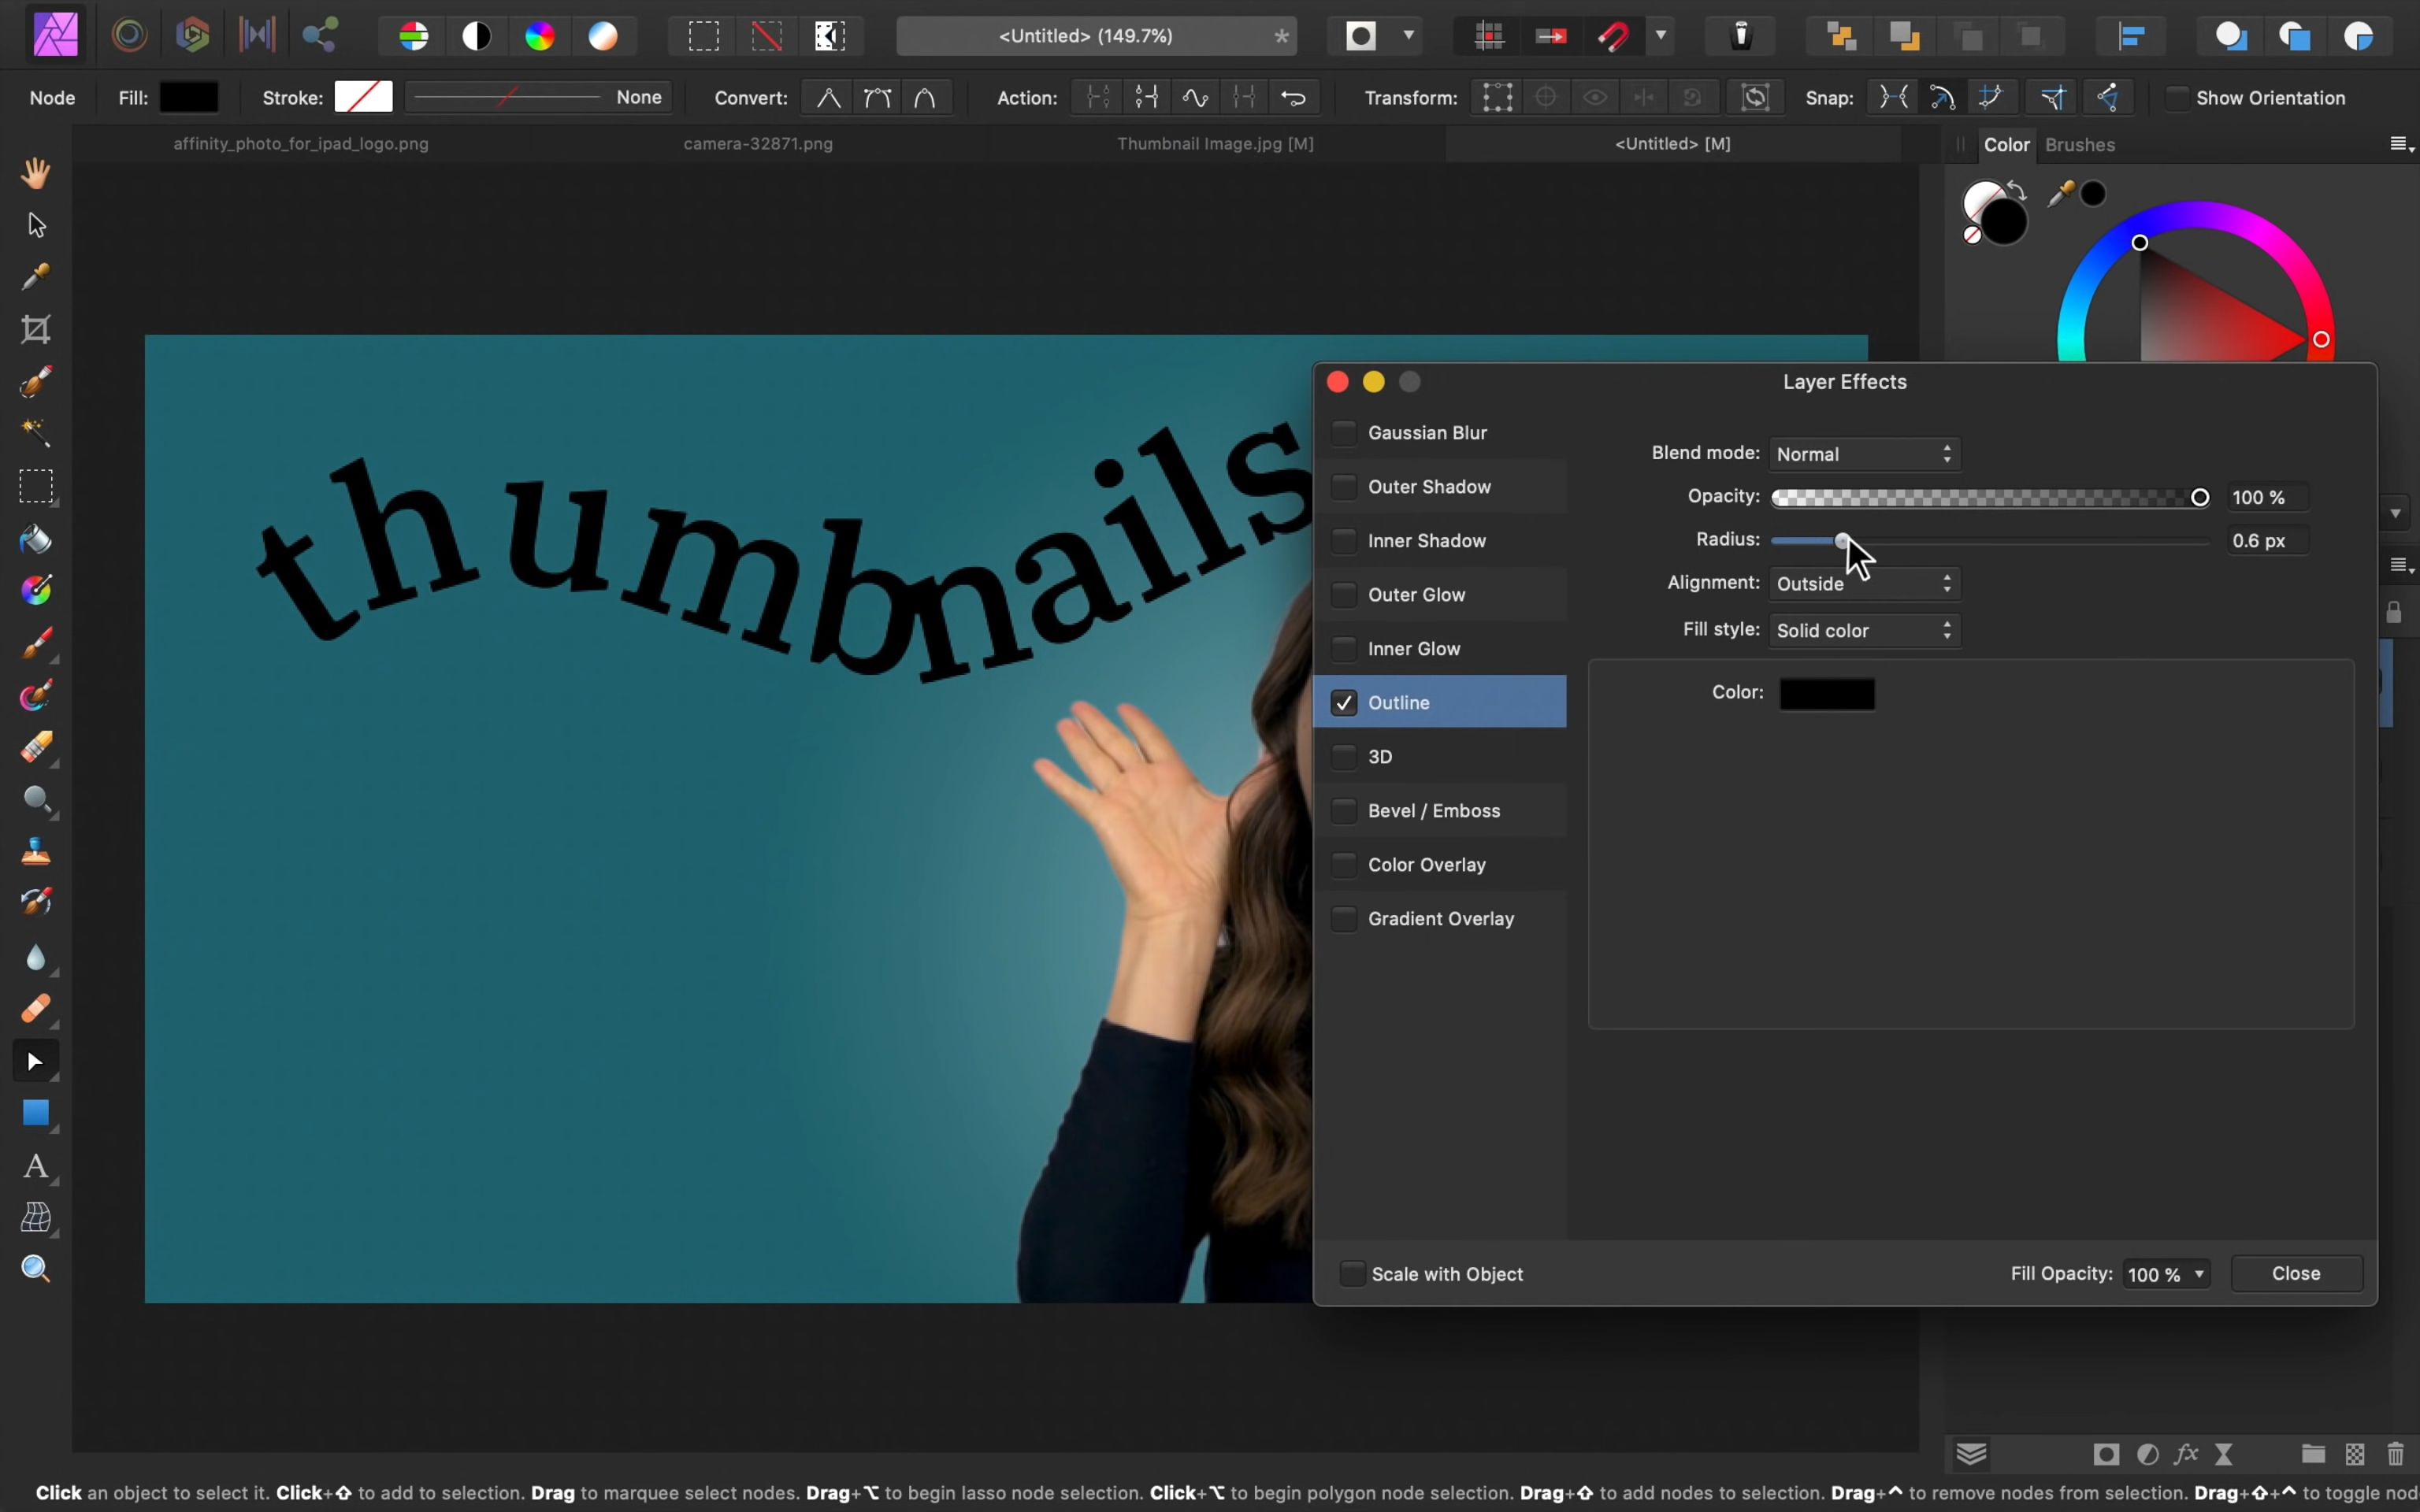 <Untitled> (149.7%) *
Node Fill: Stroke: None Convert: Action: Transform: Snap: Show Orientation
affinity_photo_for_ipad_logo.png camera-32871.png Thumbnail Image.jpg [M] <Untitled> [M]
Color Brushes
thumbnails
Layer Effects
Gaussian Blur
Outer Shadow
Inner Shadow
Outer Glow
Inner Glow
Outline
3D
Bevel / Emboss
Color Overlay
Gradient Overlay
Blend mode: Normal
Opacity: 100 %
Radius: 0.6 px
Alignment: Outside
Fill style: Solid color
Color:
Scale with Object Fill Opacity: 100 % Close
fx
Click an object to select it. Click+⇧ to add to selection. Drag to marquee select nodes. Drag+⌥ to begin lasso node selection. Click+⌥ to begin polygon node selection. Drag+⇧ to add nodes to selection. Drag+⌃ to remove nodes from selection. Drag+⇧+⌃ to toggle nod